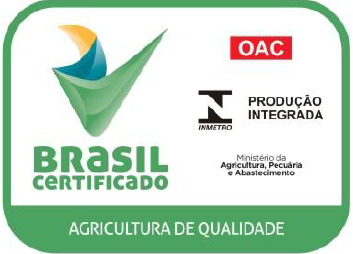 BRASIL
CERTIFICADO
OAC
INMETRO
PRODUÇÃO
INTEGRADA
Ministério da
Agricultura, Pecuária
e Abastecimento
AGRICULTURA DE QUALIDADE